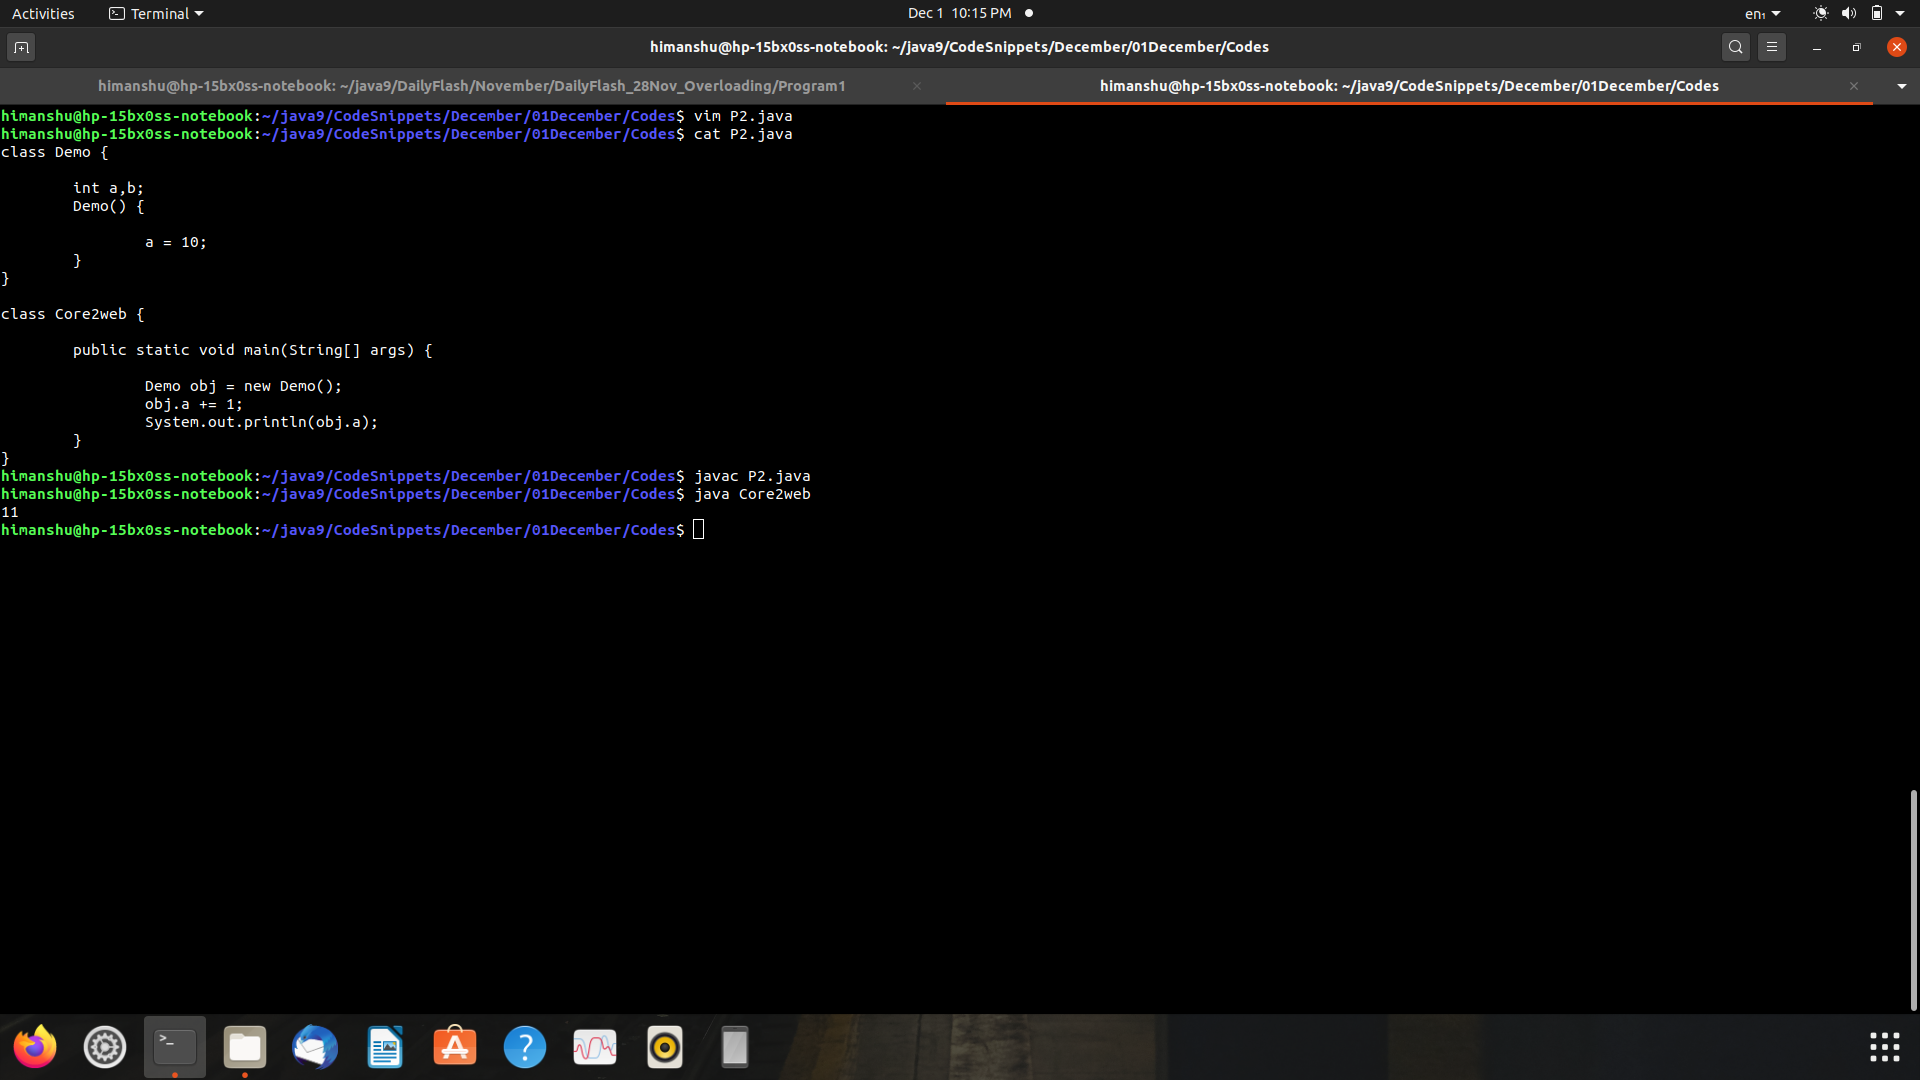 Activities Terminal Dec 1 10:15 PM en₁
himanshu@hp-15bx0ss-notebook: ~/java9/CodeSnippets/December/01December/Codes
himanshu@hp-15bx0ss-notebook: ~/java9/DailyFlash/November/DailyFlash_28Nov_Overloading/Program1 himanshu@hp-15bx0ss-notebook: ~/java9/CodeSnippets/December/01December/Codes
himanshu@hp-15bx0ss-notebook:~/java9/CodeSnippets/December/01December/Codes$ vim P2.java
himanshu@hp-15bx0ss-notebook:~/java9/CodeSnippets/December/01December/Codes$ cat P2.java
class Demo {
int a,b;
Demo() {
a = 10;
}
}
class Core2web {
public static void main(String[] args) {
Demo obj = new Demo();
obj.a += 1;
System.out.println(obj.a);
}
}
himanshu@hp-15bx0ss-notebook:~/java9/CodeSnippets/December/01December/Codes$ javac P2.java
himanshu@hp-15bx0ss-notebook:~/java9/CodeSnippets/December/01December/Codes$ java Core2web
11
himanshu@hp-15bx0ss-notebook:~/java9/CodeSnippets/December/01December/Codes$